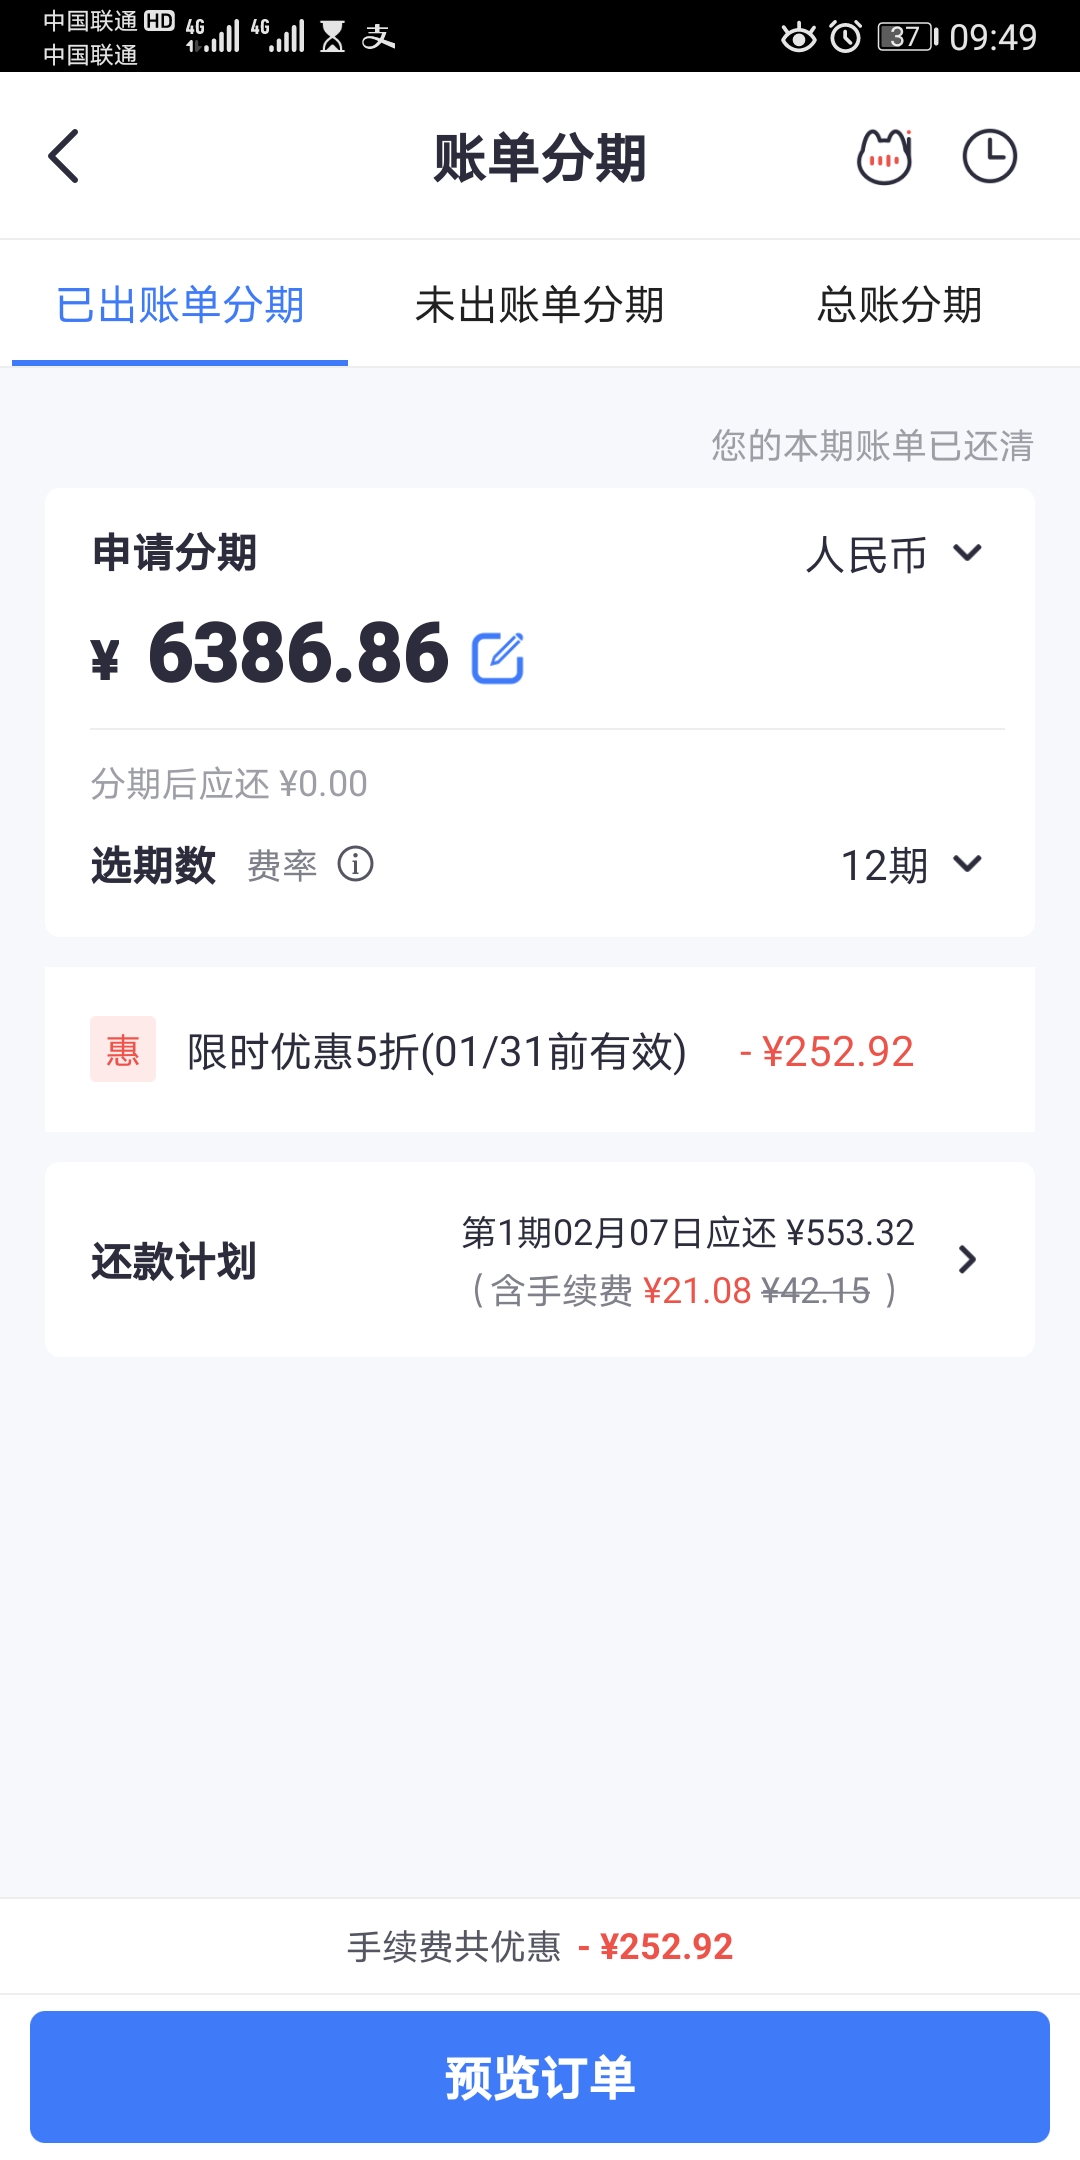 中国联通 HD 4G 4G 37 09:49
中国联通
账单分期
已出账单分期 未出账单分期 总账分期
您的本期账单已还清
申请分期 人民币
¥ 6386.86
分期后应还 ¥0.00
选期数 费率 12期
惠 限时优惠5折(01/31前有效) - ¥252.92
第1期02月07日应还 ¥553.32
还款计划
（含手续费 ¥21.08 ¥42.15 ）
手续费共优惠 - ¥252.92
预览订单